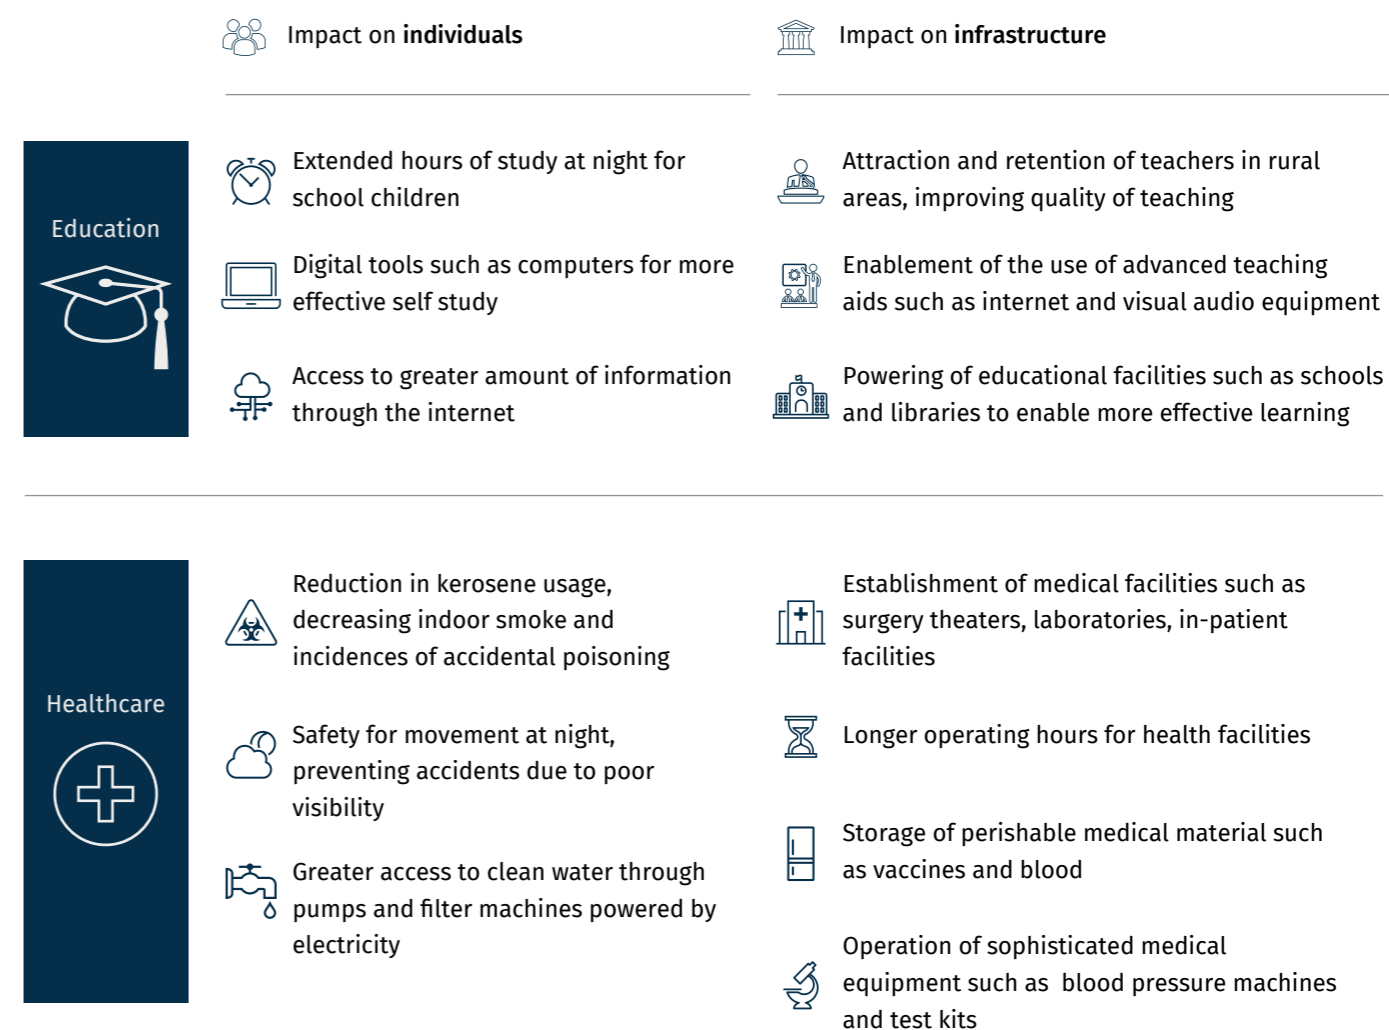 Impact on individuals
Impact on infrastructure
Education
Extended hours of study at night for
school children
Digital tools such as computers for more
effective self study
Access to greater amount of information
through the internet
Attraction and retention of teachers in rural
areas, improving quality of teaching
Enablement of the use of advanced teaching
aids such as internet and visual audio equipment
Powering of educational facilities such as schools
and libraries to enable more effective learning
Healthcare
Reduction in kerosene usage,
decreasing indoor smoke and
incidences of accidental poisoning
Safety for movement at night,
preventing accidents due to poor
visibility
Greater access to clean water through
pumps and filter machines powered by
electricity
Establishment of medical facilities such as
surgery theaters, laboratories, in-patient
facilities
Longer operating hours for health facilities
Storage of perishable medical material such
as vaccines and blood
Operation of sophisticated medical
equipment such as  blood pressure machines
and test kits